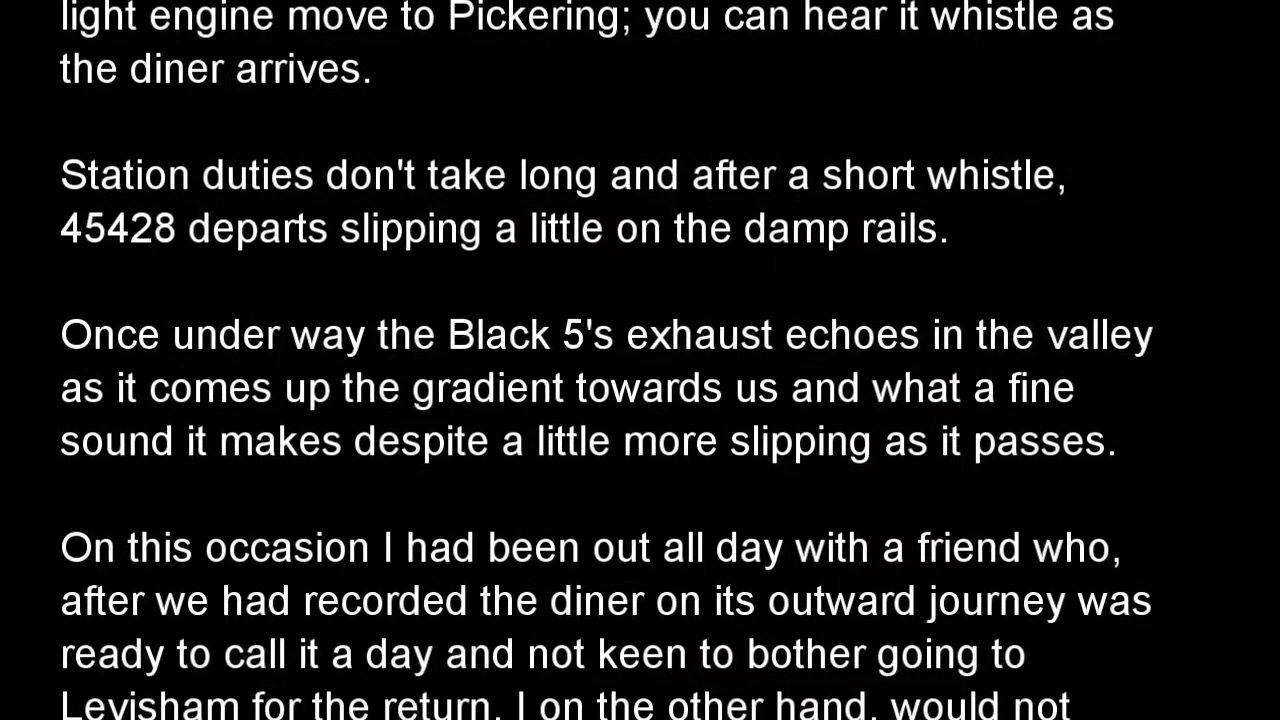 light engine move to Pickering; you can hear it whistle as
the diner arrives.
Station duties don't take long and after a short whistle,
45428 departs slipping a little on the damp rails.
Once under way the Black 5's exhaust echoes in the valley
as it comes up the gradient towards us and what a fine
sound it makes despite a little more slipping as it passes.
On this occasion I had been out all day with a friend who,
after we had recorded the diner on its outward journey was
ready to call it a day and not keen to bother going to
Levisham for the return. I on the other hand, would not